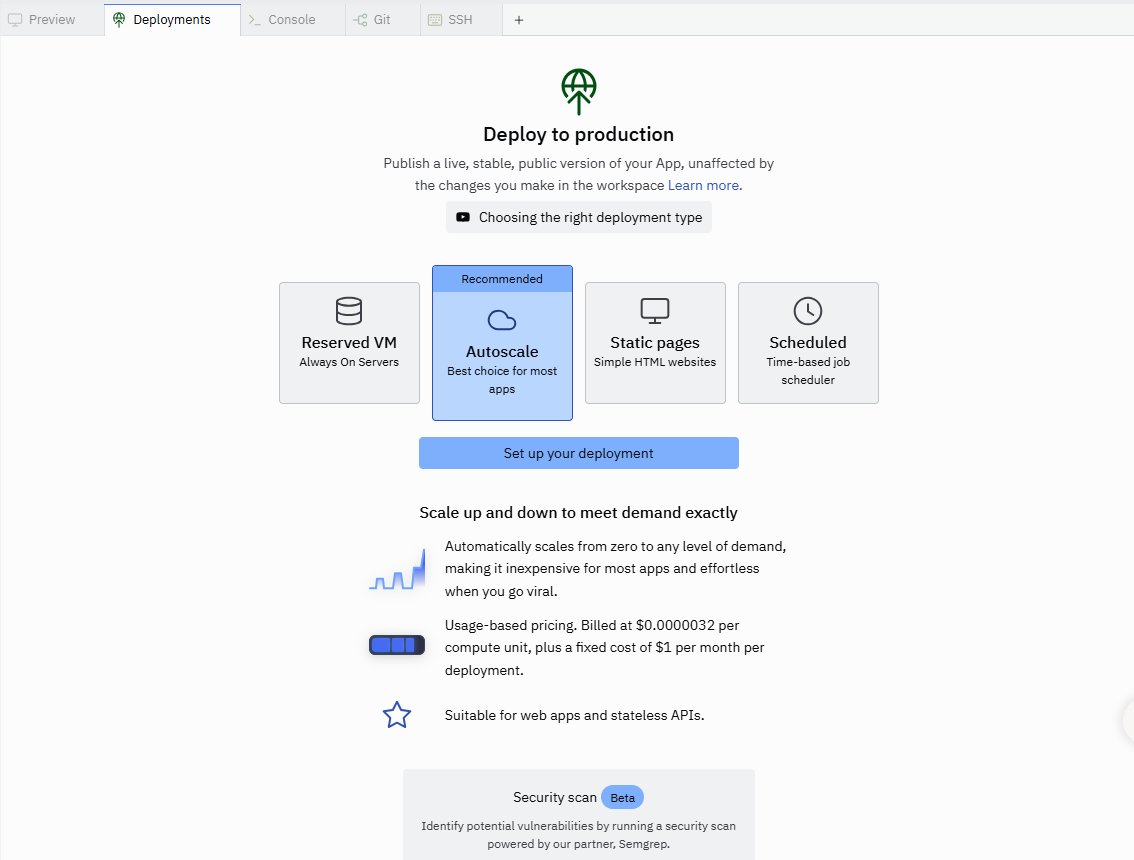 Preview
Deployments
Console
Git
SSH
Deploy to production
Publish a live, stable, public version of your App, unaffected by
the changes you make in the workspace Learn more.
Choosing the right deployment type
Reserved VM
Always On Servers
Recommended
Autoscale
Best choice for most
apps
Static pages
Simple HTML websites
Scheduled
Time-based job
scheduler
Set up your deployment
Scale up and down to meet demand exactly
Automatically scales from zero to any level of demand,
making it inexpensive for most apps and effortless
when you go viral.
Usage-based pricing. Billed at $0.0000032 per
compute unit, plus a fixed cost of $1 per month per
deployment.
Suitable for web apps and stateless APIs.
Security scan Beta
Identify potential vulnerabilities by running a security scan
powered by our partner, Semgrep.